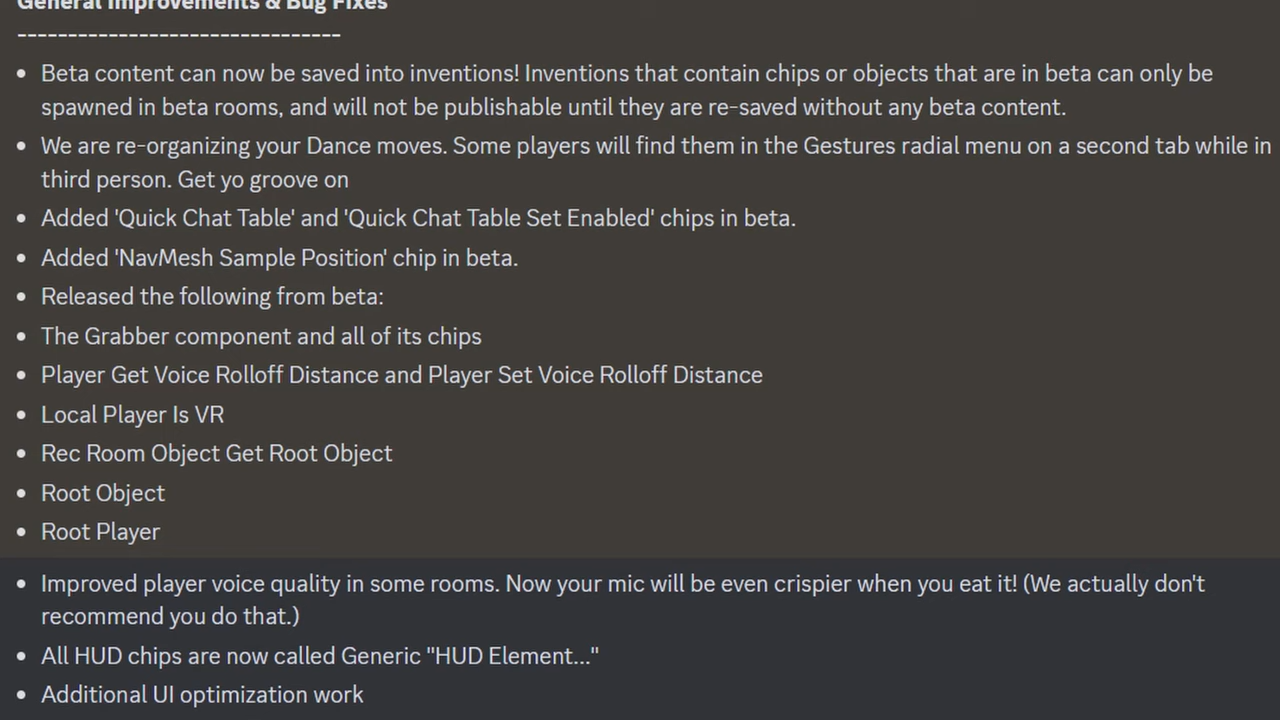 General Improvements & Bug Fixes
--------------------------------
• Beta content can now be saved into inventions! Inventions that contain chips or objects that are in beta can only be
spawned in beta rooms, and will not be publishable until they are re-saved without any beta content.
• We are re-organizing your Dance moves. Some players will find them in the Gestures radial menu on a second tab while in
third person. Get yo groove on
• Added 'Quick Chat Table' and 'Quick Chat Table Set Enabled' chips in beta.
• Added 'NavMesh Sample Position' chip in beta.
• Released the following from beta:
• The Grabber component and all of its chips
• Player Get Voice Rolloff Distance and Player Set Voice Rolloff Distance
• Local Player Is VR
• Rec Room Object Get Root Object
• Root Object
• Root Player
• Improved player voice quality in some rooms. Now your mic will be even crispier when you eat it! (We actually don't
recommend you do that.)
• All HUD chips are now called Generic "HUD Element..."
• Additional UI optimization work